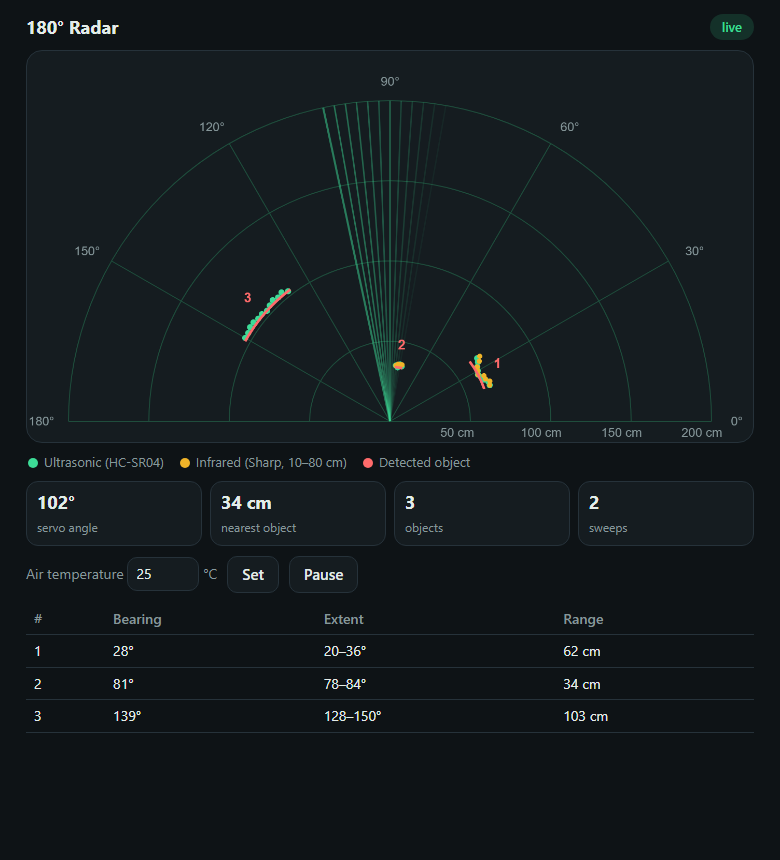 180° Radar live
90°
120° 60°
150° 30°
3
2
1
180° 0°
50 cm 100 cm 150 cm 200 cm
Ultrasonic (HC-SR04) Infrared (Sharp, 10–80 cm) Detected object
102° 34 cm 3 2
servo angle nearest object objects sweeps
Air temperature 25 °C Set Pause
# Bearing Extent Range
1 28° 20–36° 62 cm
2 81° 78–84° 34 cm
3 139° 128–150° 103 cm